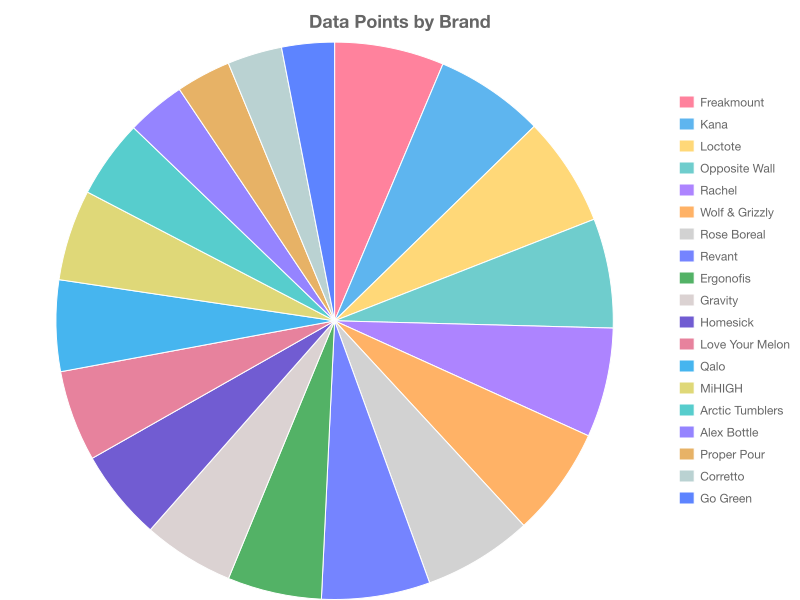 Data Points by Brand
Freakmount
Kana
Loctote
Opposite Wall
Rachel
Wolf & Grizzly
Rose Boreal
Revant
Ergonofis
Gravity
Homesick
Love Your Melon
Qalo
MiHIGH
Arctic Tumblers
Alex Bottle
Proper Pour
Corretto
Go Green